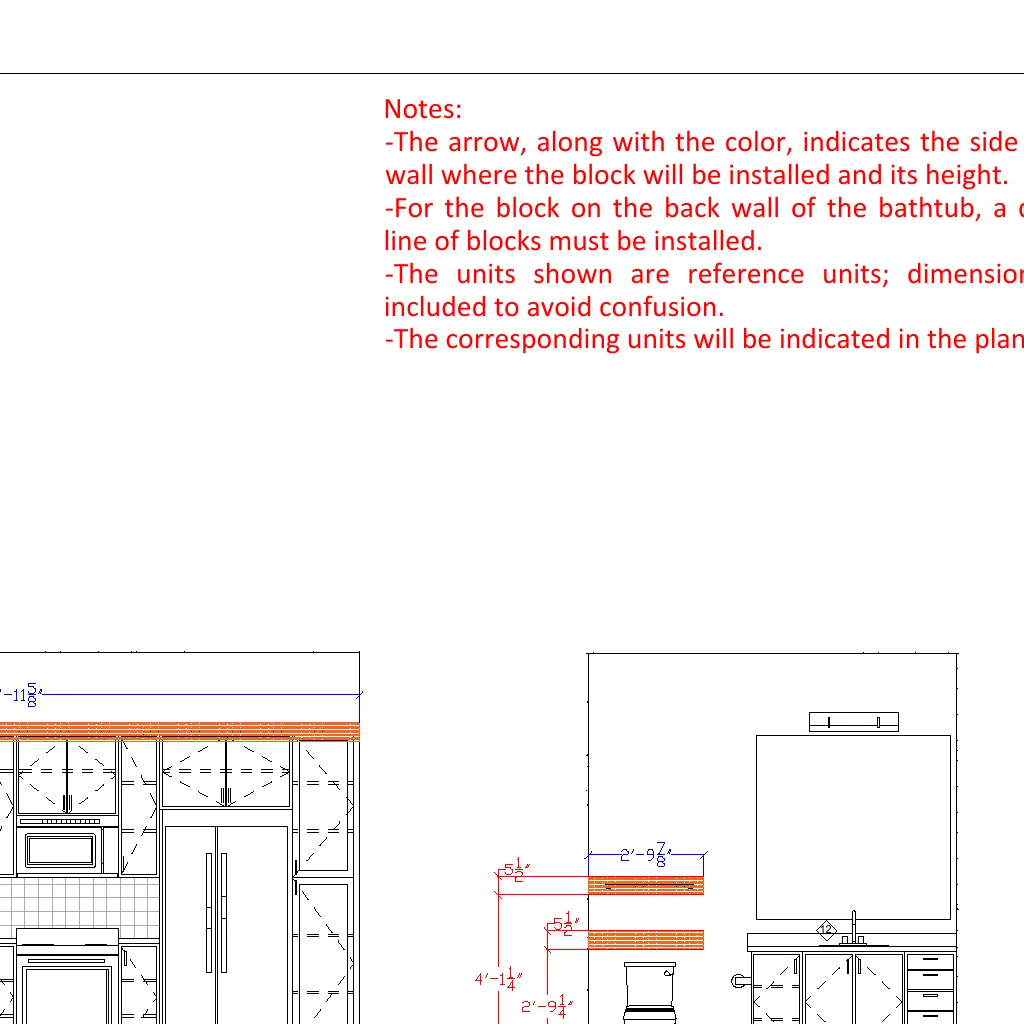 Notes:
-The arrow, along with the color, indicates the side
wall where the block will be installed and its height.
-For the block on the back wall of the bathtub, a
line of blocks must be installed.
-The units shown are reference units; dimension
included to avoid confusion.
-The corresponding units will be indicated in the plan
'-11 5/8"
2'-9 7/8"
5 1/2"
5 1/2"
12
4'-1 1/4"
2'-9 1/4"